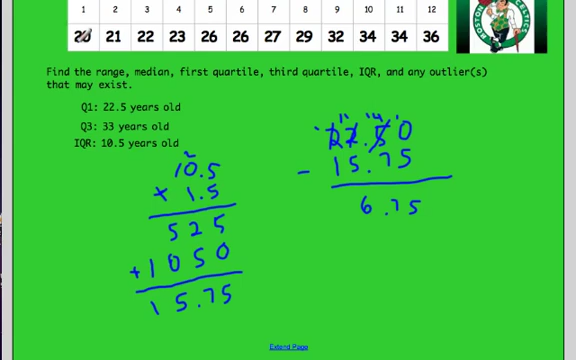 1 2 3 4 5 6 7 8 9 10 11 12
20 21 22 23 26 26 27 29 32 34 34 36
BOSTON CELTICS
Find the range, median, first quartile, third quartile, IQR, and any outlier(s)
that may exist.
Q1: 22.5 years old
Q3: 33 years old
IQR: 10.5 years old
2
10.5
× 1.5
525
+1050
15.75
22.50
- 15.75
6.75
Extend Page